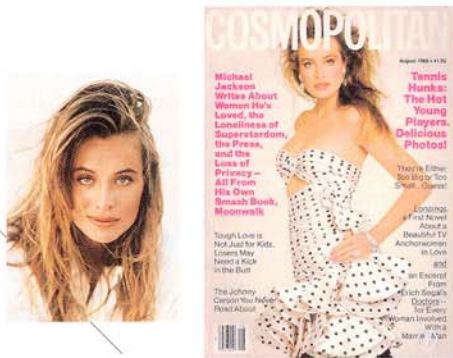 COSMOPOLITAN
August 1988 • £1.20
Michael
Jackson
Writes About
Women He's
Loved, the
Loneliness of
Superstardom,
the Press,
and the
Loss of
Privacy—
All From
His Own
Smash Book,
Moonwalk
Tough Love is
Not Just for Kids.
Losers May
Need a Kick
in the Butt
The Johnny
Carson You Never
Read About
Tennis
Hunks:
The Hot
Young
Players.
Delicious
Photos!
They're Either
Too Big or Too
Small...Guess!
Longings,
a First Novel
About a
Beautiful TV
Anchorwoman
in Love
and
an Excerpt
From
Erich Segal's
Doctors—
for Every
Woman Involved
With a
Married Man